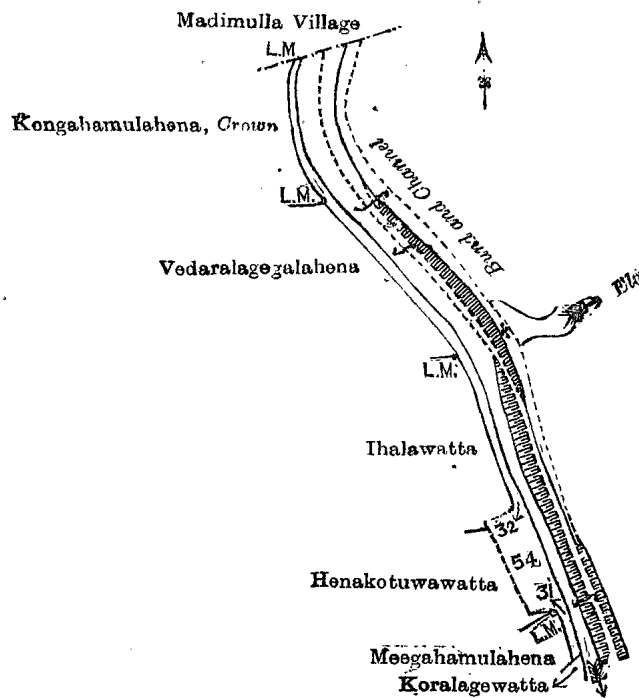 Madimulla Village
L.M.
Kongahamulahena, Crown
Bund and Channel
L.M.
Vedaralagegalahena
L.M.
Ihalawatta
32
54
Henakotuwawatta
31
L.M.
Meegahamulahena
Koralagewatta